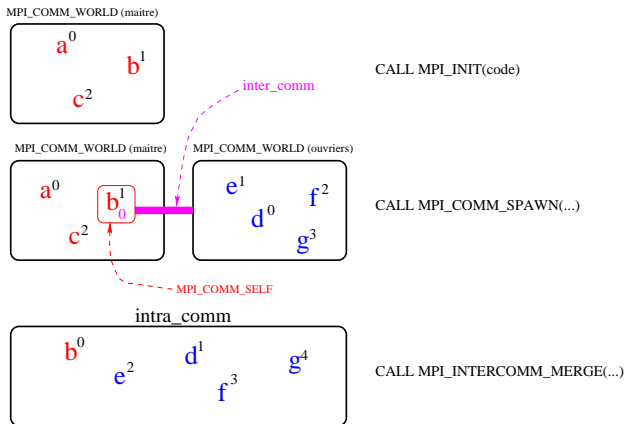 MPI_COMM_WORLD (maitre)
a0
b1
c2
CALL MPI_INIT(code)
inter_comm
MPI_COMM_WORLD (maitre)
MPI_COMM_WORLD (ouvriers)
a0
b1
0
c2
e1
f2
d0
g3
CALL MPI_COMM_SPAWN(...)
MPI_COMM_SELF
intra_comm
b0
e2
d1
f3
g4
CALL MPI_INTERCOMM_MERGE(...)